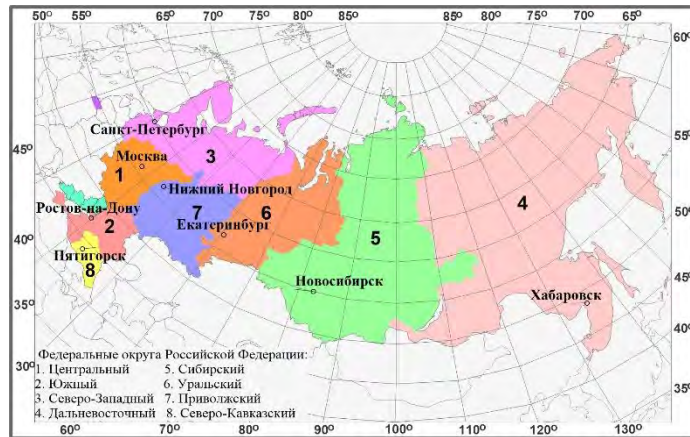 50° 55° 60° 65° 70° 75° 80° 85° 85° 80° 75° 70° 65°
60°
Санкт-Петербург
3
55°
45°
Москва
1
Нижний Новгород
4
50°
Ростов-на-Дону
7
6
2
Екатеринбург
5
40°
Пятигорск
8
45°
Новосибирск
Хабаровск
35°
40°
Федеральные округа Российской Федерации:
30°
1. Центральный 5. Сибирский
2. Южный 6. Уральский
3. Северо-Западный 7. Приволжский
4. Дальневосточный 8. Северо-Кавказский
35°
60° 70° 80° 90° 100° 110° 120° 130°